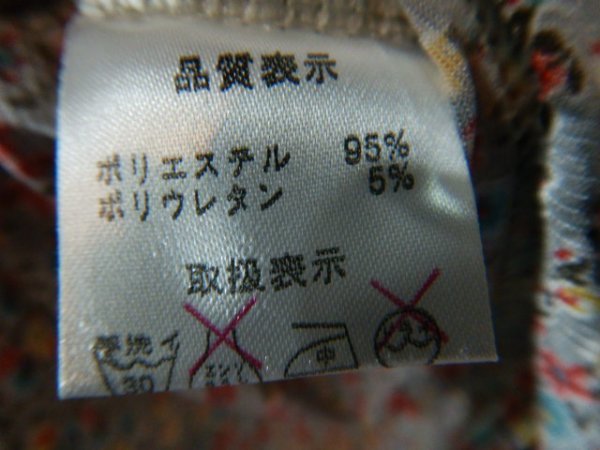 品質表示
ポリエステル 95%
ポリウレタン 5%
取扱表示
手洗イ
30
中